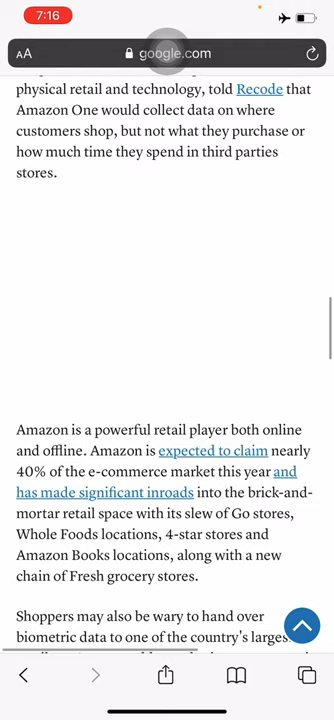 7:16
AA
google.com
physical retail and technology, told Recode that
Amazon One would collect data on where
customers shop, but not what they purchase or
how much time they spend in third parties
stores.
Amazon is a powerful retail player both online
and offline. Amazon is expected to claim nearly
40% of the e-commerce market this year and
has made significant inroads into the brick-and-
mortar retail space with its slew of Go stores,
Whole Foods locations, 4-star stores and
Amazon Books locations, along with a new
chain of Fresh grocery stores.
Shoppers may also be wary to hand over
biometric data to one of the country's largest